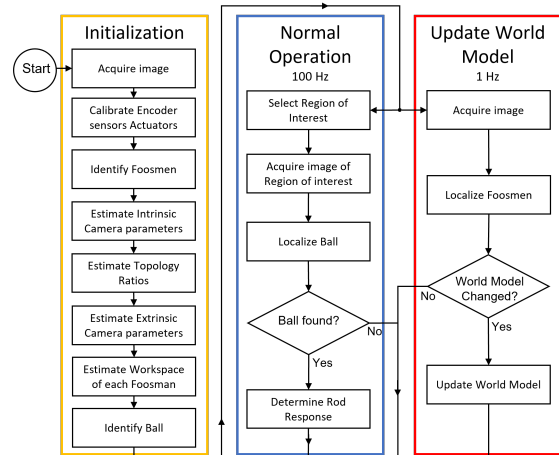 Initialization
Start
Acquire image
Calibrate Encoder
sensors Actuators
Identify Foosmen
Estimate Intrinsic
Camera parameters
Estimate Topology
Ratios
Estimate Extrinsic
Camera parameters
Estimate Workspace
of each Foosman
Identify Ball
Normal
Operation
100 Hz
Select Region of
Interest
Acquire image of
Region of interest
Localize Ball
Ball found?
No
Yes
Determine Rod
Response
Update World
Model
1 Hz
Acquire image
Localize Foosmen
World Model
Changed?
No
Yes
Update World Model